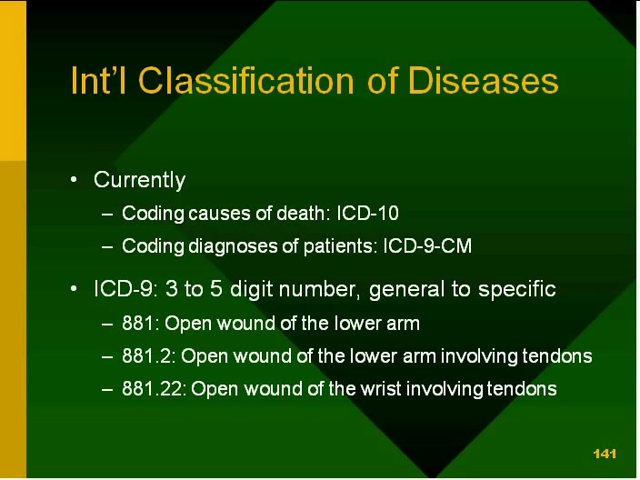 Int'l Classification of Diseases
• Currently
– Coding causes of death: ICD-10
– Coding diagnoses of patients: ICD-9-CM
• ICD-9: 3 to 5 digit number, general to specific
– 881: Open wound of the lower arm
– 881.2: Open wound of the lower arm involving tendons
– 881.22: Open wound of the wrist involving tendons
141